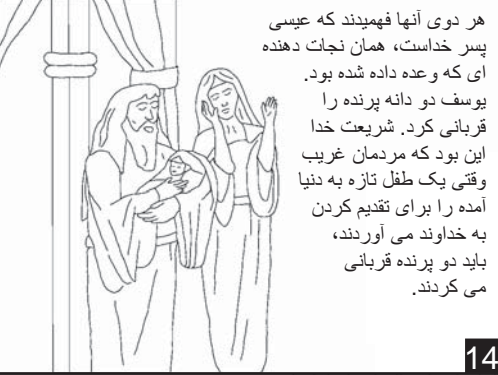 هر دوی آنها فهمیدند که عیسی
پسر خداست، همان نجات دهنده
ای که وعده داده شده بود.
یوسف دو دانه پرنده را
قربانی کرد. شریعت خدا
این بود که مردمان غریب
وقتی یک طفل تازه به دنیا
آمده را برای تقدیم کردن
به خداوند می آوردند،
باید دو پرنده قربانی
می کردند.
14